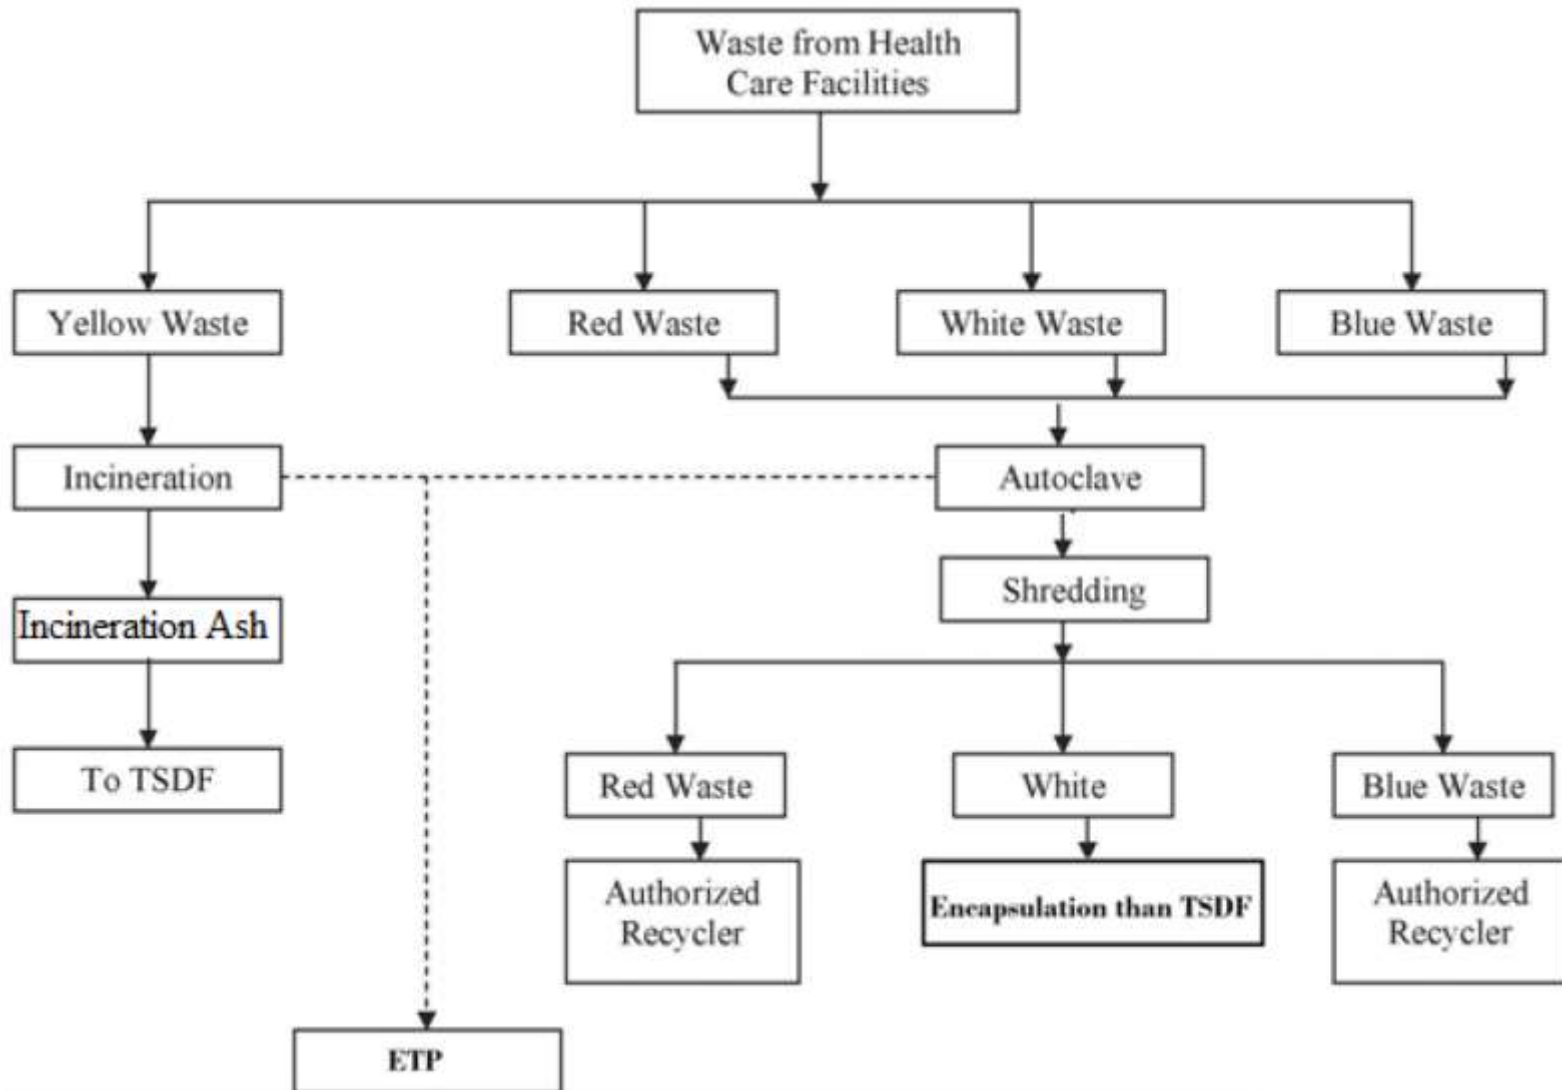 Waste from Health
Care Facilities
Yellow Waste
Red Waste
White Waste
Blue Waste
Incineration
Autoclave
Shredding
Incineration Ash
To TSDF
Red Waste
White
Blue Waste
Authorized
Recycler
Encapsulation than TSDF
Authorized
Recycler
ETP